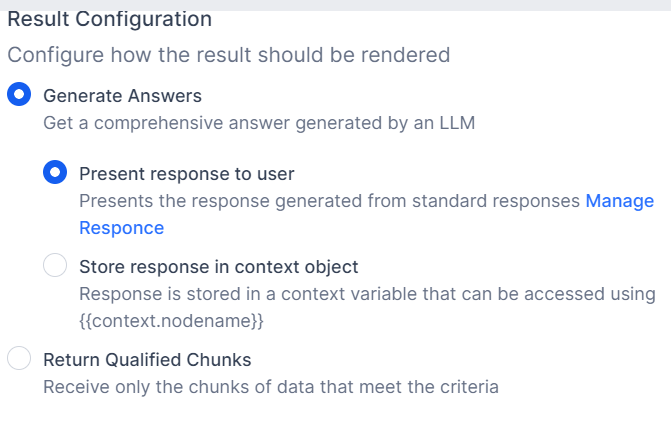 Result Configuration
Configure how the result should be rendered
Generate Answers
Get a comprehensive answer generated by an LLM
Present response to user
Presents the response generated from standard responses Manage
Responce
Store response in context object
Response is stored in a context variable that can be accessed using
{{context.nodename}}
Return Qualified Chunks
Receive only the chunks of data that meet the criteria